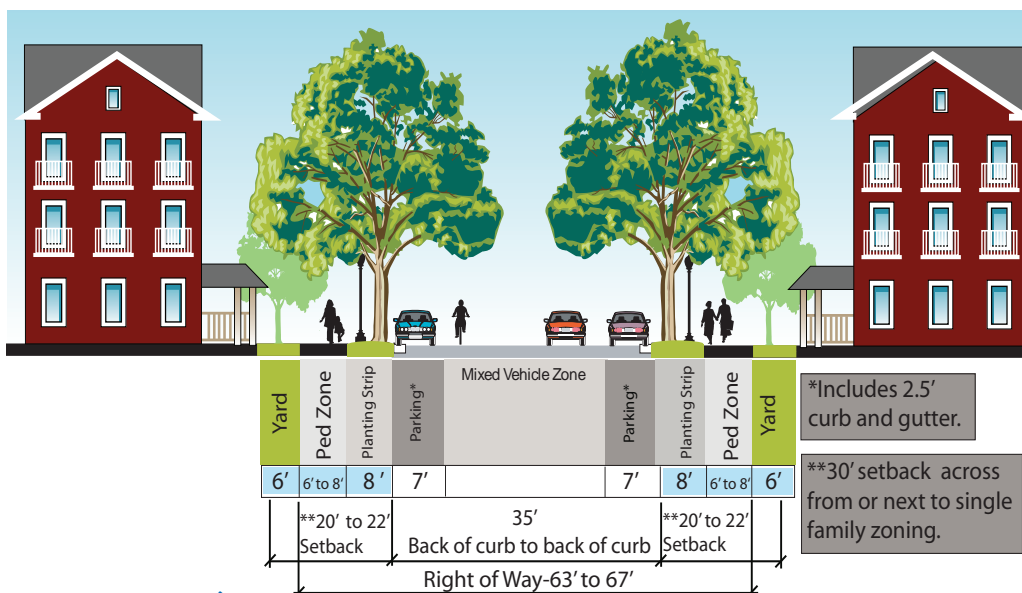 Yard
Ped Zone
Planting Strip
Parking*
Mixed Vehicle Zone
Parking*
Planting Strip
Ped Zone
Yard
6’
6’ to 8’
8 ’
7’
7’
8’
6’ to 8’
6’
**20’ to 22’
Setback
35’
Back of curb to back of curb
**20’ to 22’
Setback
Right of Way-63’ to 67’
*Includes 2.5’
curb and gutter.
**30’ setback across
from or next to single
family zoning.